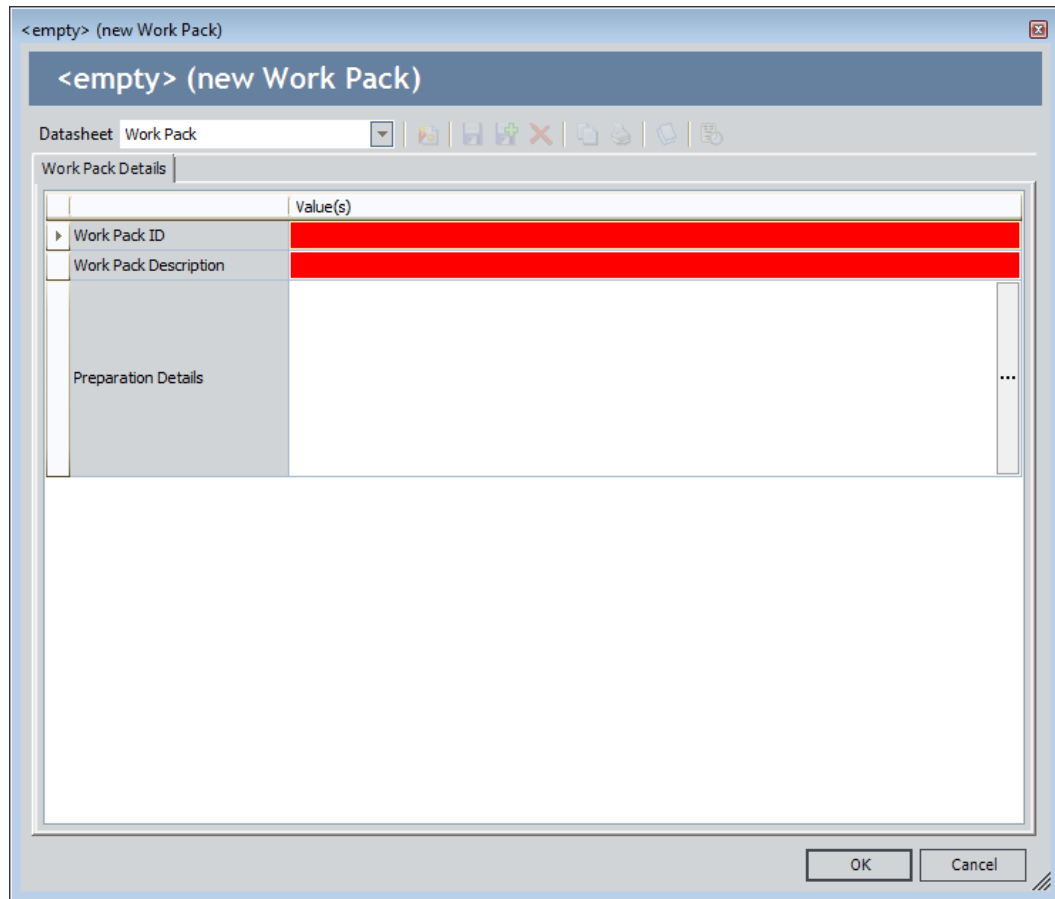 <empty> (new Work Pack)
<empty> (new Work Pack)
Datasheet Work Pack
Work Pack Details
Value(s)
Work Pack ID
Work Pack Description
Preparation Details
...
OK Cancel